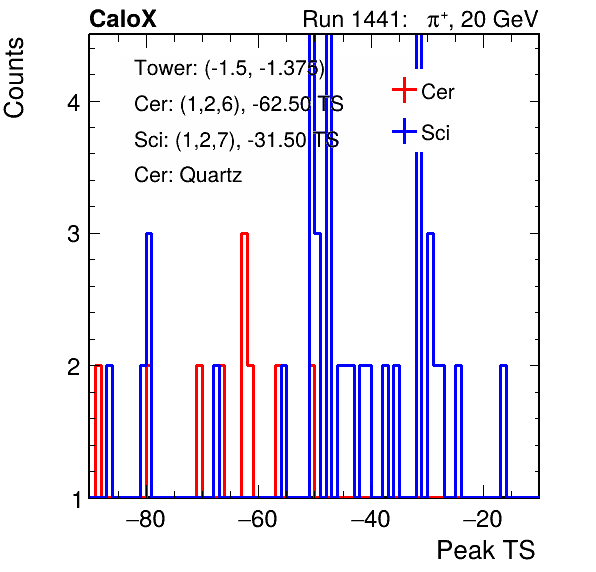 CaloX Run 1441: π⁺, 20 GeV
Tower: (-1.5, -1.375)
Cer: (1,2,6), -62.50 TS
Sci: (1,2,7), -31.50 TS
Cer: Quartz
Cer
Sci
Counts
4
3
2
1
−80 −60 −40 −20
Peak TS